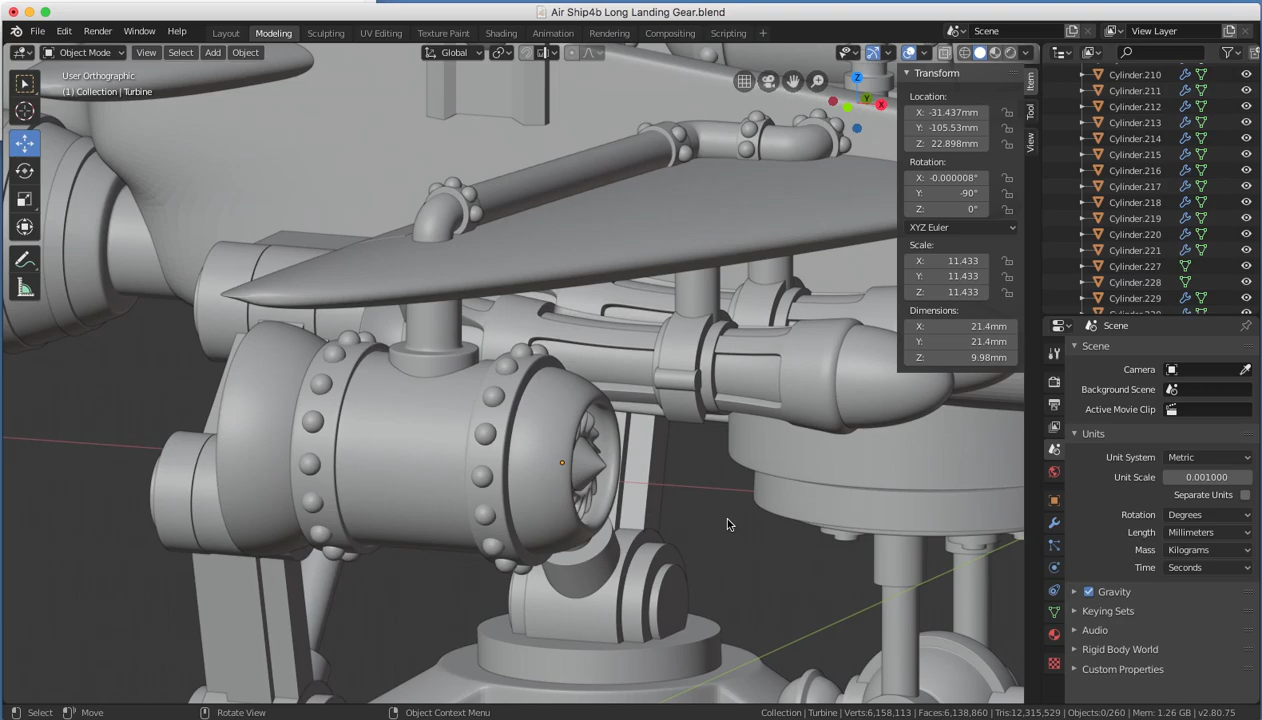 Air Ship4b Long Landing Gear.blend
File Edit Render Window Help Layout Modeling Sculpting UV Editing Texture Paint Shading Animation Rendering Compositing Scripting + Scene View Layer
Object Mode View Select Add Object Global
User Orthographic
(1) Collection | Turbine
Z
Y
X
Transform
Location:
X: -31.437mm
Y: -105.53mm
Z: 22.898mm
Rotation:
X: -0.000008°
Y: -90°
Z: 0°
XYZ Euler
Scale:
X: 11.433
Y: 11.433
Z: 11.433
Dimensions:
X: 21.4mm
Y: 21.4mm
Z: 9.98mm
Item
Tool
View
Cylinder.210
Cylinder.211
Cylinder.212
Cylinder.213
Cylinder.214
Cylinder.215
Cylinder.216
Cylinder.217
Cylinder.218
Cylinder.219
Cylinder.220
Cylinder.221
Cylinder.227
Cylinder.228
Cylinder.229
Scene
Scene
Camera
Background Scene
Active Movie Clip
Units
Unit System Metric
Unit Scale 0.001000
Separate Units
Rotation Degrees
Length Millimeters
Mass Kilograms
Time Seconds
Gravity
Keying Sets
Audio
Rigid Body World
Custom Properties
Select Move Rotate View Object Context Menu Collection | Turbine | Verts:6,158,113 | Faces:6,138,860 | Tris:12,315,529 | Objects:0/260 | Mem: 1.26 GB | v2.80.75